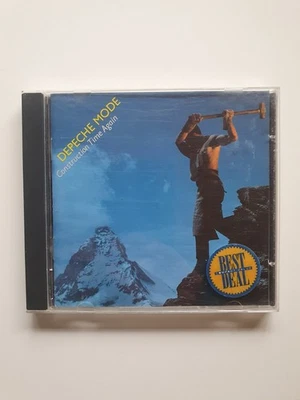 DEPECHE MODE
Construction Time Again
BEST
DEAL